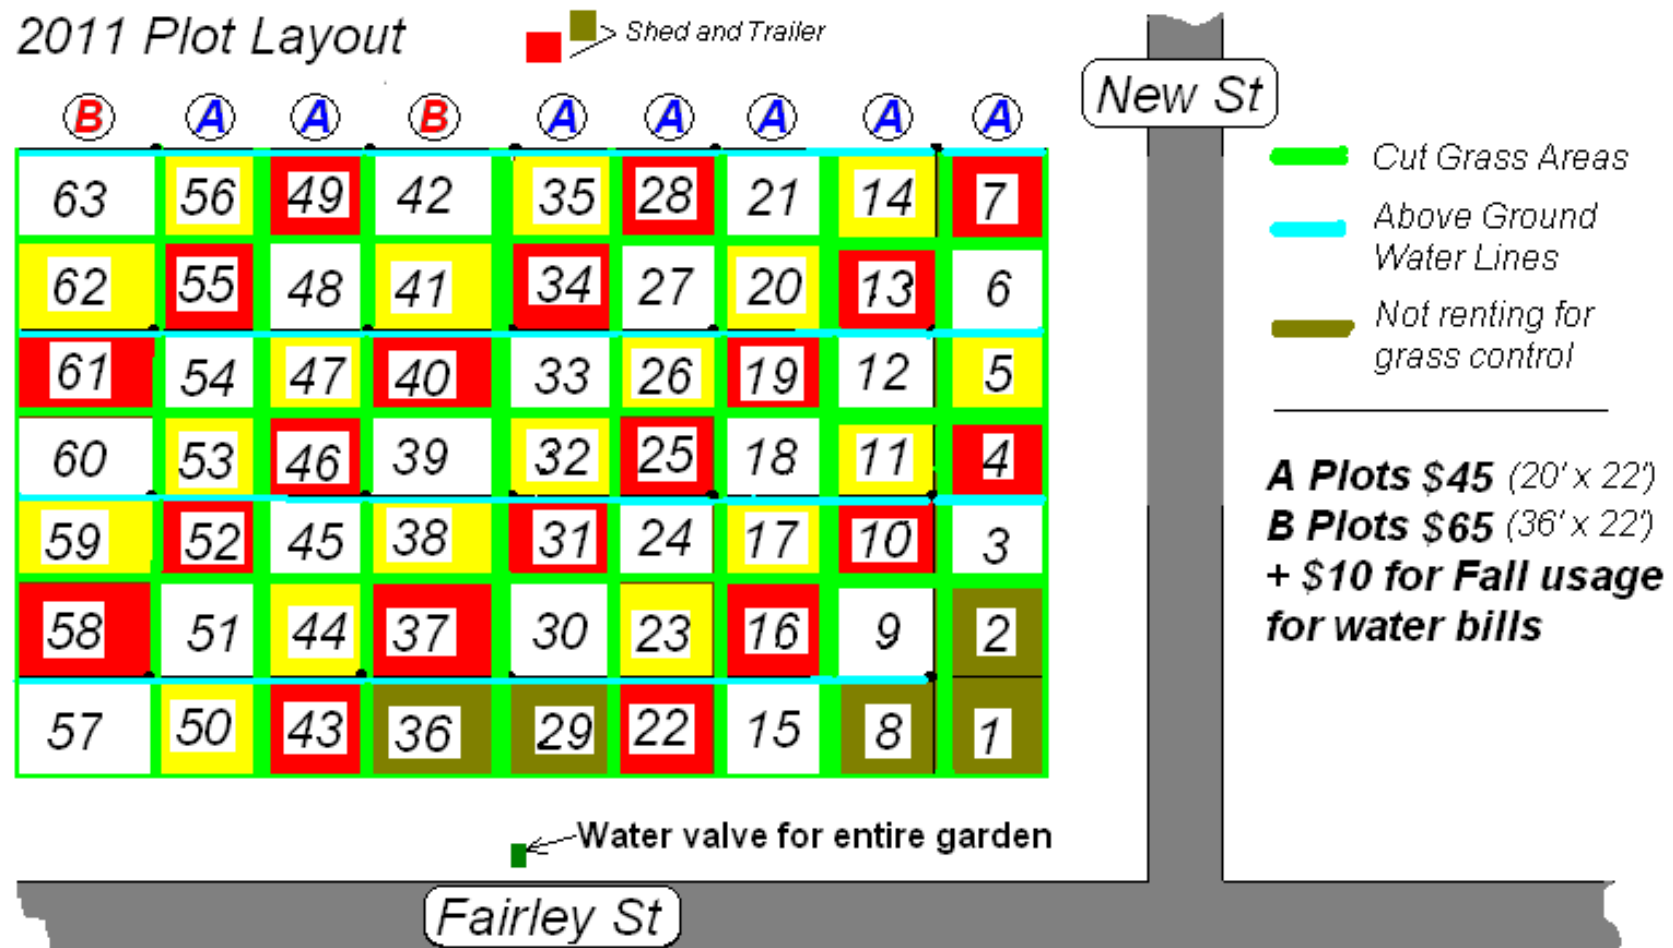 2011 Plot Layout
Shed and Trailer
New St
B A A B A A A A A
63 56 49 42 35 28 21 14 7
62 55 48 41 34 27 20 13 6
61 54 47 40 33 26 19 12 5
60 53 46 39 32 25 18 11 4
59 52 45 38 31 24 17 10 3
58 51 44 37 30 23 16 9 2
57 50 43 36 29 22 15 8 1
Cut Grass Areas
Above Ground
Water Lines
Not renting for
grass control
A Plots $45 (20' x 22')
B Plots $65 (36' x 22')
+ $10 for Fall usage
for water bills
Water valve for entire garden
Fairley St